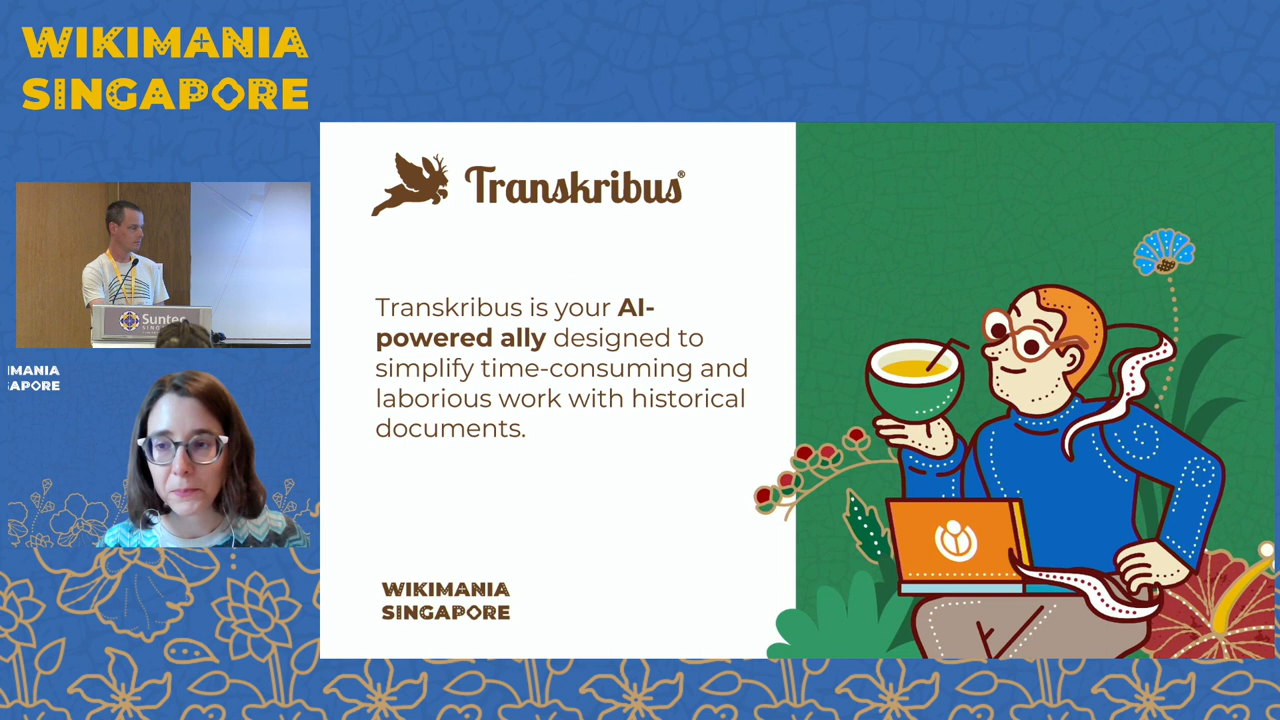 WIKIMANIA
SINGAPORE
Transkribus®
Transkribus is your AI-
powered ally designed to
simplify time-consuming and
laborious work with historical
documents.
WIKIMANIA
SINGAPORE
Suntec
IMANIA
GAPORE